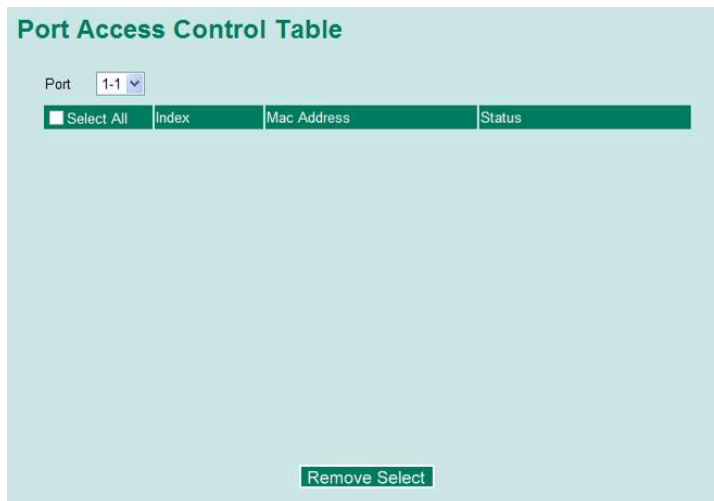 Port Access Control Table
Port 1-1
Select All Index Mac Address Status
Remove Select